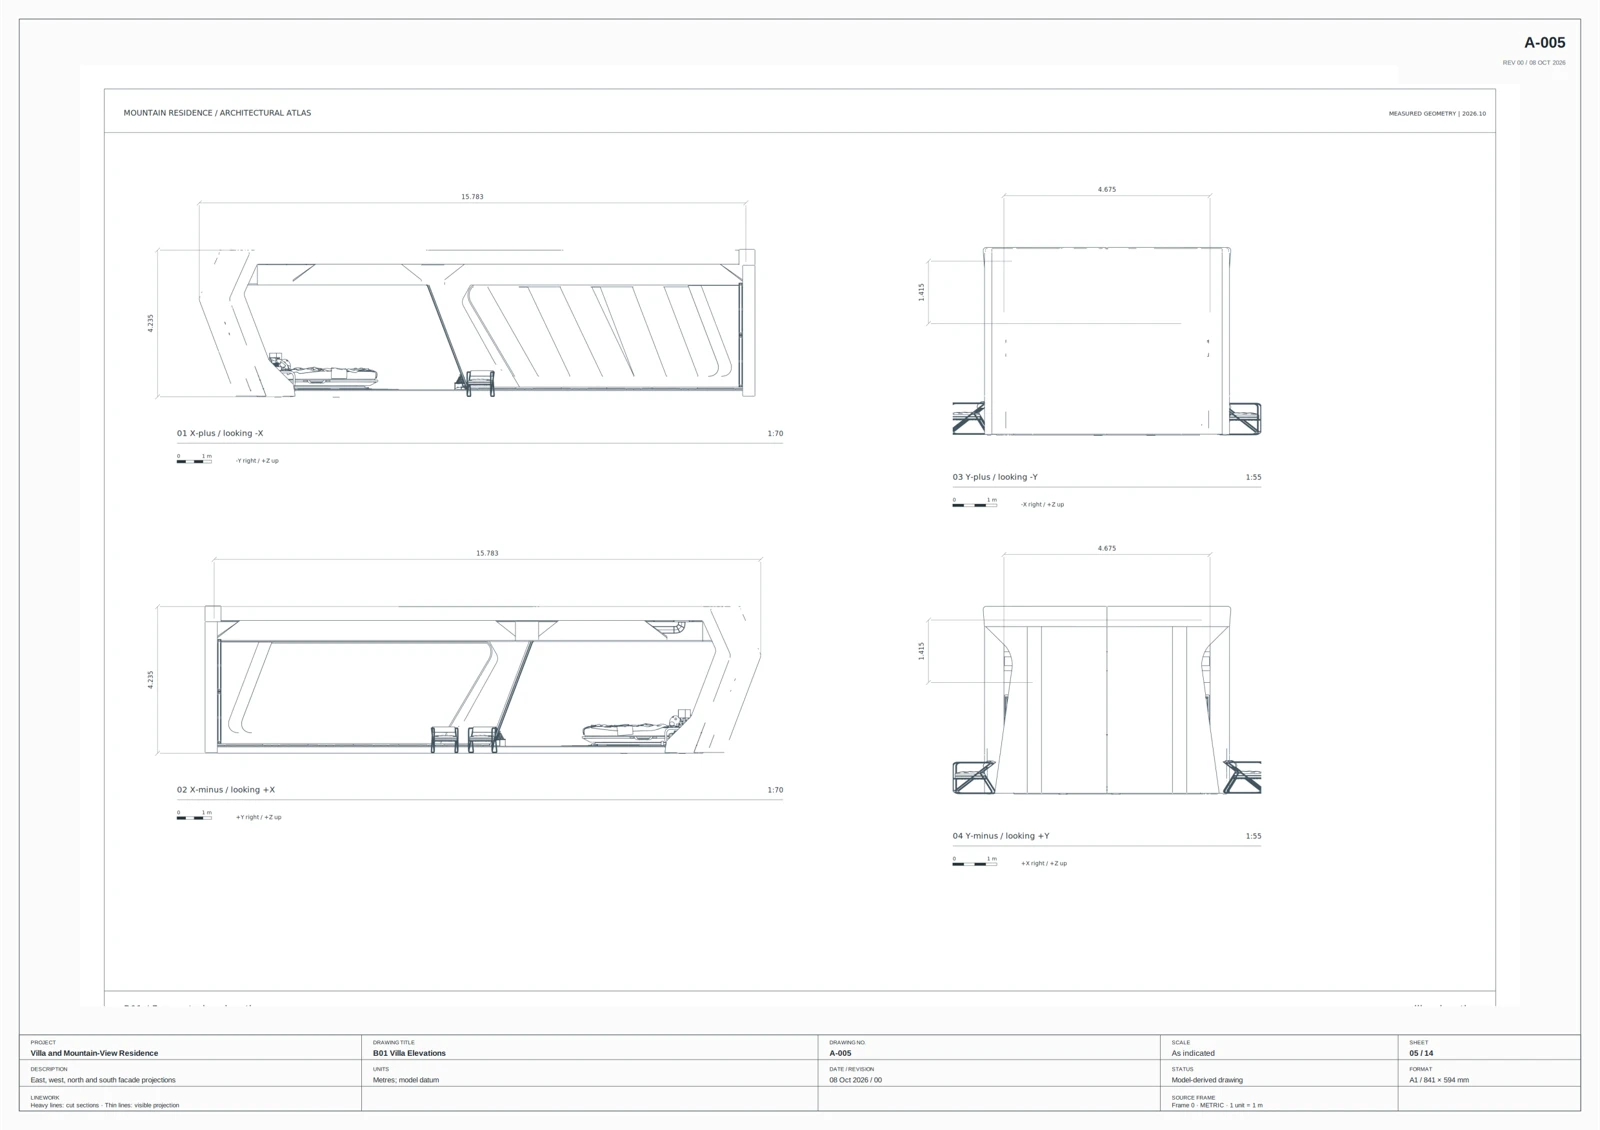 A-005
REV 00 / 08 OCT 2026
MOUNTAIN RESIDENCE / ARCHITECTURAL ATLAS
MEASURED GEOMETRY | 2026.10
15.783
4.235
01 X-plus / looking -X
1:70
0 1 m
-Y right / +Z up
4.675
1.415
03 Y-plus / looking -Y
1:55
0 1 m
-X right / +Z up
15.783
4.235
02 X-minus / looking +X
1:70
0 1 m
+Y right / +Z up
4.675
1.415
04 Y-minus / looking +Y
1:55
0 1 m
+X right / +Z up
PROJECT
Villa and Mountain-View Residence
DRAWING TITLE
B01 Villa Elevations
DRAWING NO.
A-005
SCALE
As indicated
SHEET
05 / 14
DESCRIPTION
East, west, north and south facade projections
UNITS
Metres; model datum
DATE / REVISION
08 Oct 2026 / 00
STATUS
Model-derived drawing
FORMAT
A1 / 841 × 594 mm
LINEWORK
Heavy lines: cut sections · Thin lines: visible projection
SOURCE FRAME
Frame 0 · METRIC · 1 unit = 1 m